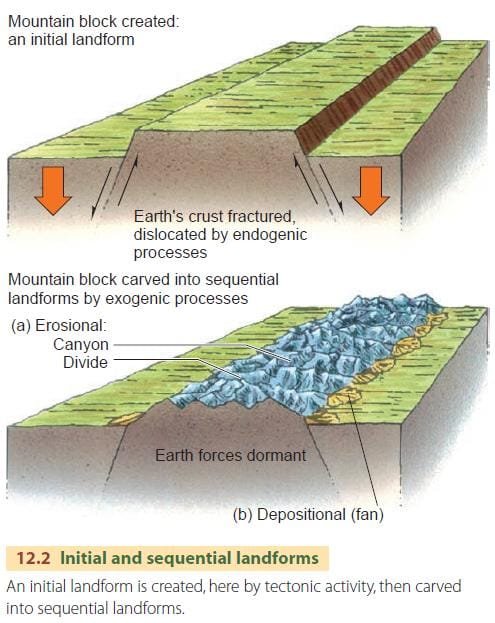 Mountain block created:
an initial landform
Earth's crust fractured,
dislocated by endogenic
processes
Mountain block carved into sequential
landforms by exogenic processes
(a) Erosional:
Canyon
Divide
Earth forces dormant
(b) Depositional (fan)
12.2 Initial and sequential landforms
An initial landform is created, here by tectonic activity, then carved
into sequential landforms.